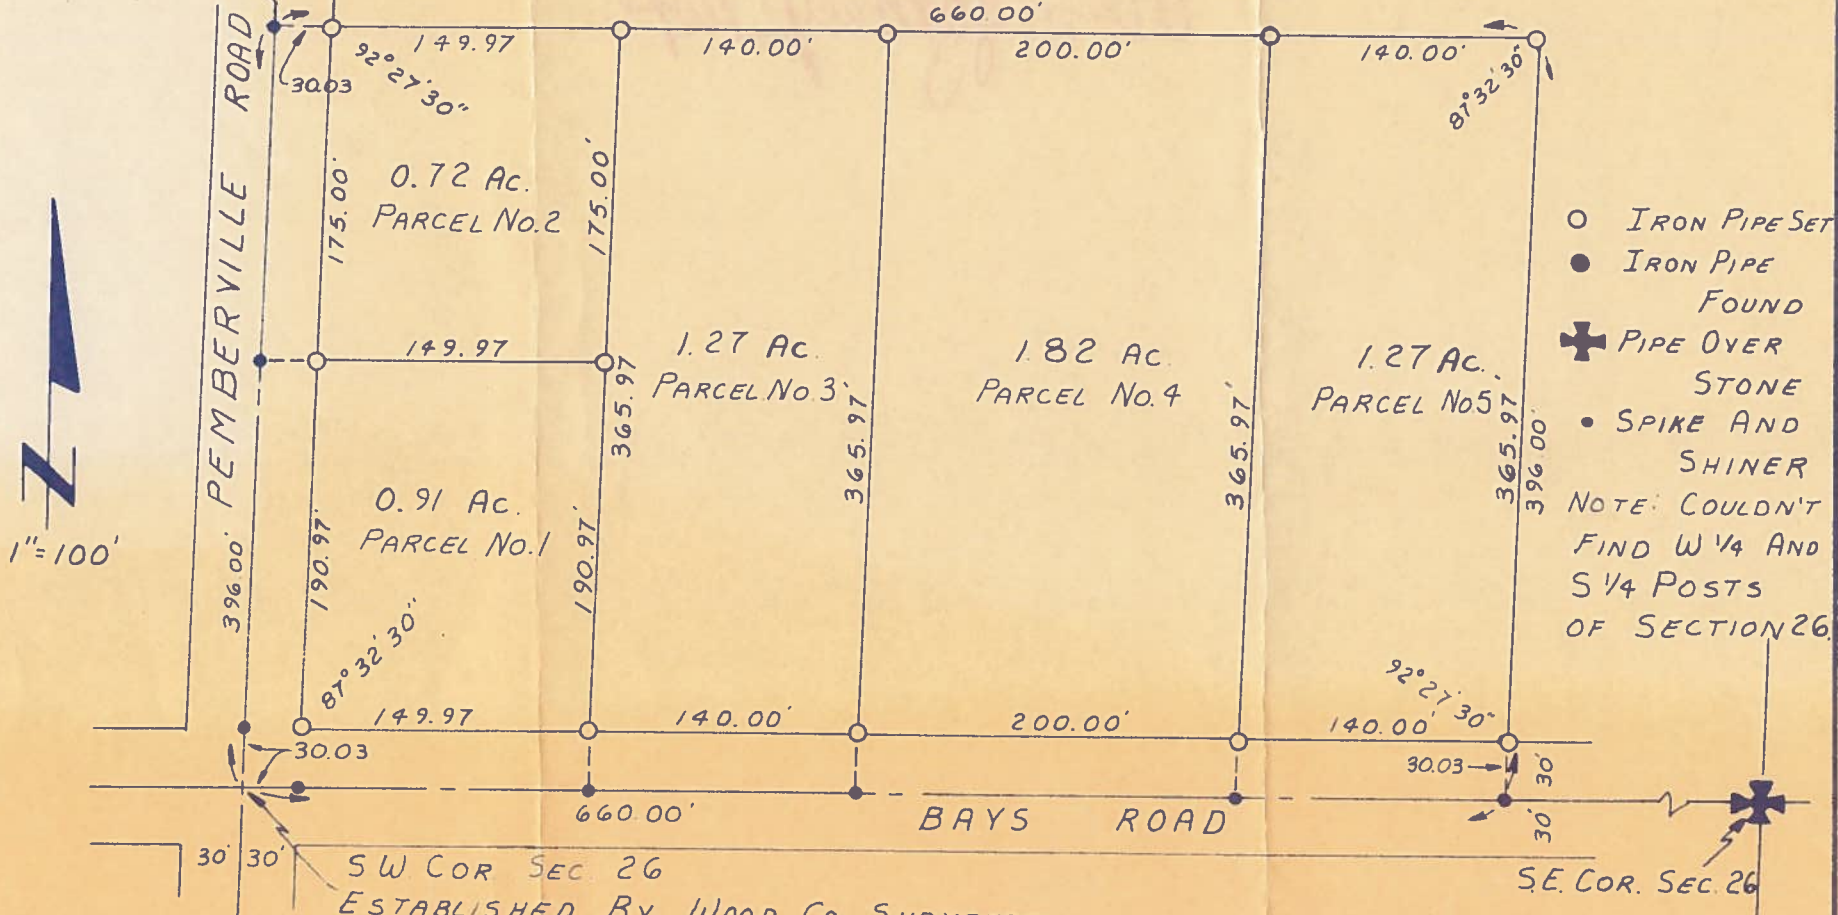 660.00'
149.97
140.00'
200.00'
140.00'
30.03
92°27'30"
87°32'30"
PEMBERVILLE ROAD
0.72 AC.
PARCEL NO.2
175.00'
175.00'
149.97
1.27 AC.
PARCEL NO.3
1.82 AC.
PARCEL NO.4
1.27 AC.
PARCEL NO.5
365.97
365.97
365.97'
365.97'
396.00'
IRON PIPE SET
IRON PIPE
FOUND
PIPE OVER
STONE
SPIKE AND
SHINER
NOTE: COULDN'T
FIND W 1/4 AND
S 1/4 POSTS
OF SECTION 26.
N
1"=100'
396.00'
0.91 AC.
PARCEL NO.1
190.97'
190.97'
87°32'30"
92°27'30"
149.97
140.00'
200.00'
140.00'
30.03
30.03
30'
30'
660.00'
BAYS ROAD
30' 30'
SW COR SEC 26
ESTABLISHED BY WOOD CO
S.E. COR. SEC. 26